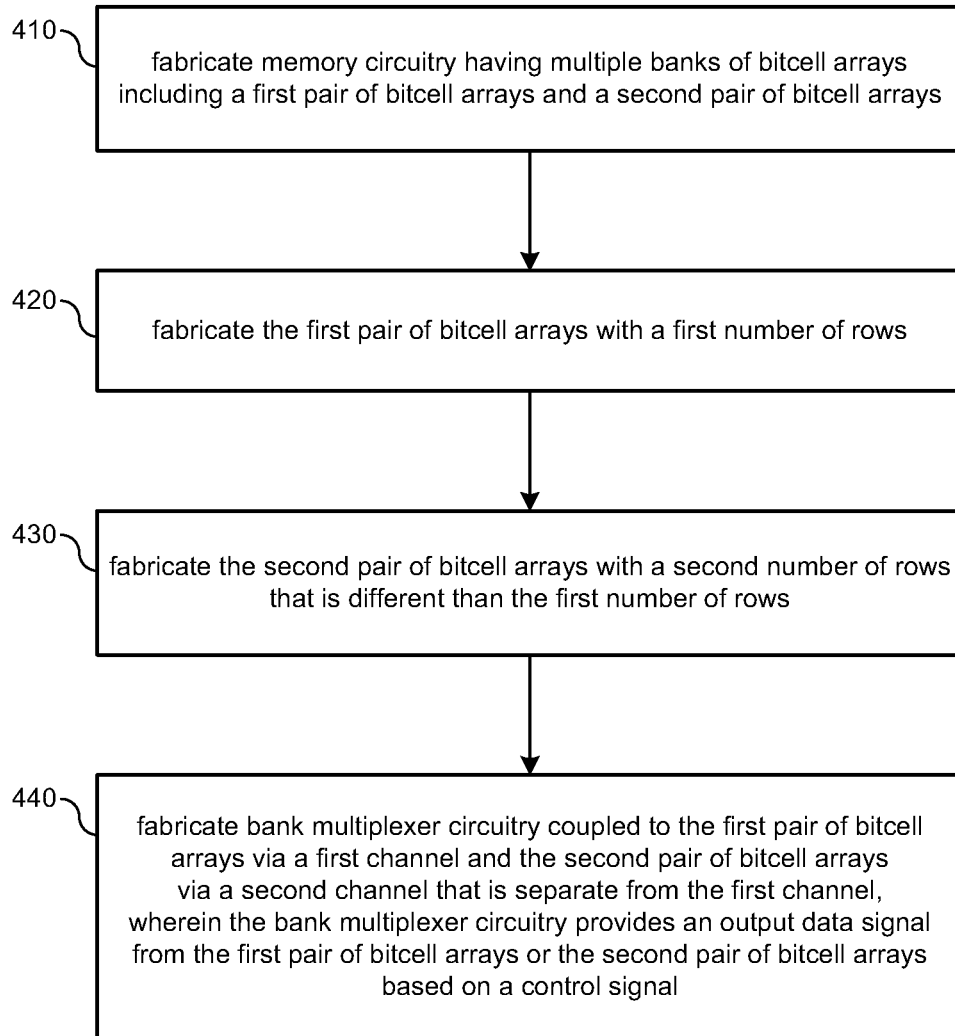 410
fabricate memory circuitry having multiple banks of bitcell arrays
including a first pair of bitcell arrays and a second pair of bitcell arrays
420
fabricate the first pair of bitcell arrays with a first number of rows
430
fabricate the second pair of bitcell arrays with a second number of rows
that is different than the first number of rows
440
fabricate bank multiplexer circuitry coupled to the first pair of bitcell
arrays via a first channel and the second pair of bitcell arrays
via a second channel that is separate from the first channel,
wherein the bank multiplexer circuitry provides an output data signal
from the first pair of bitcell arrays or the second pair of bitcell arrays
based on a control signal